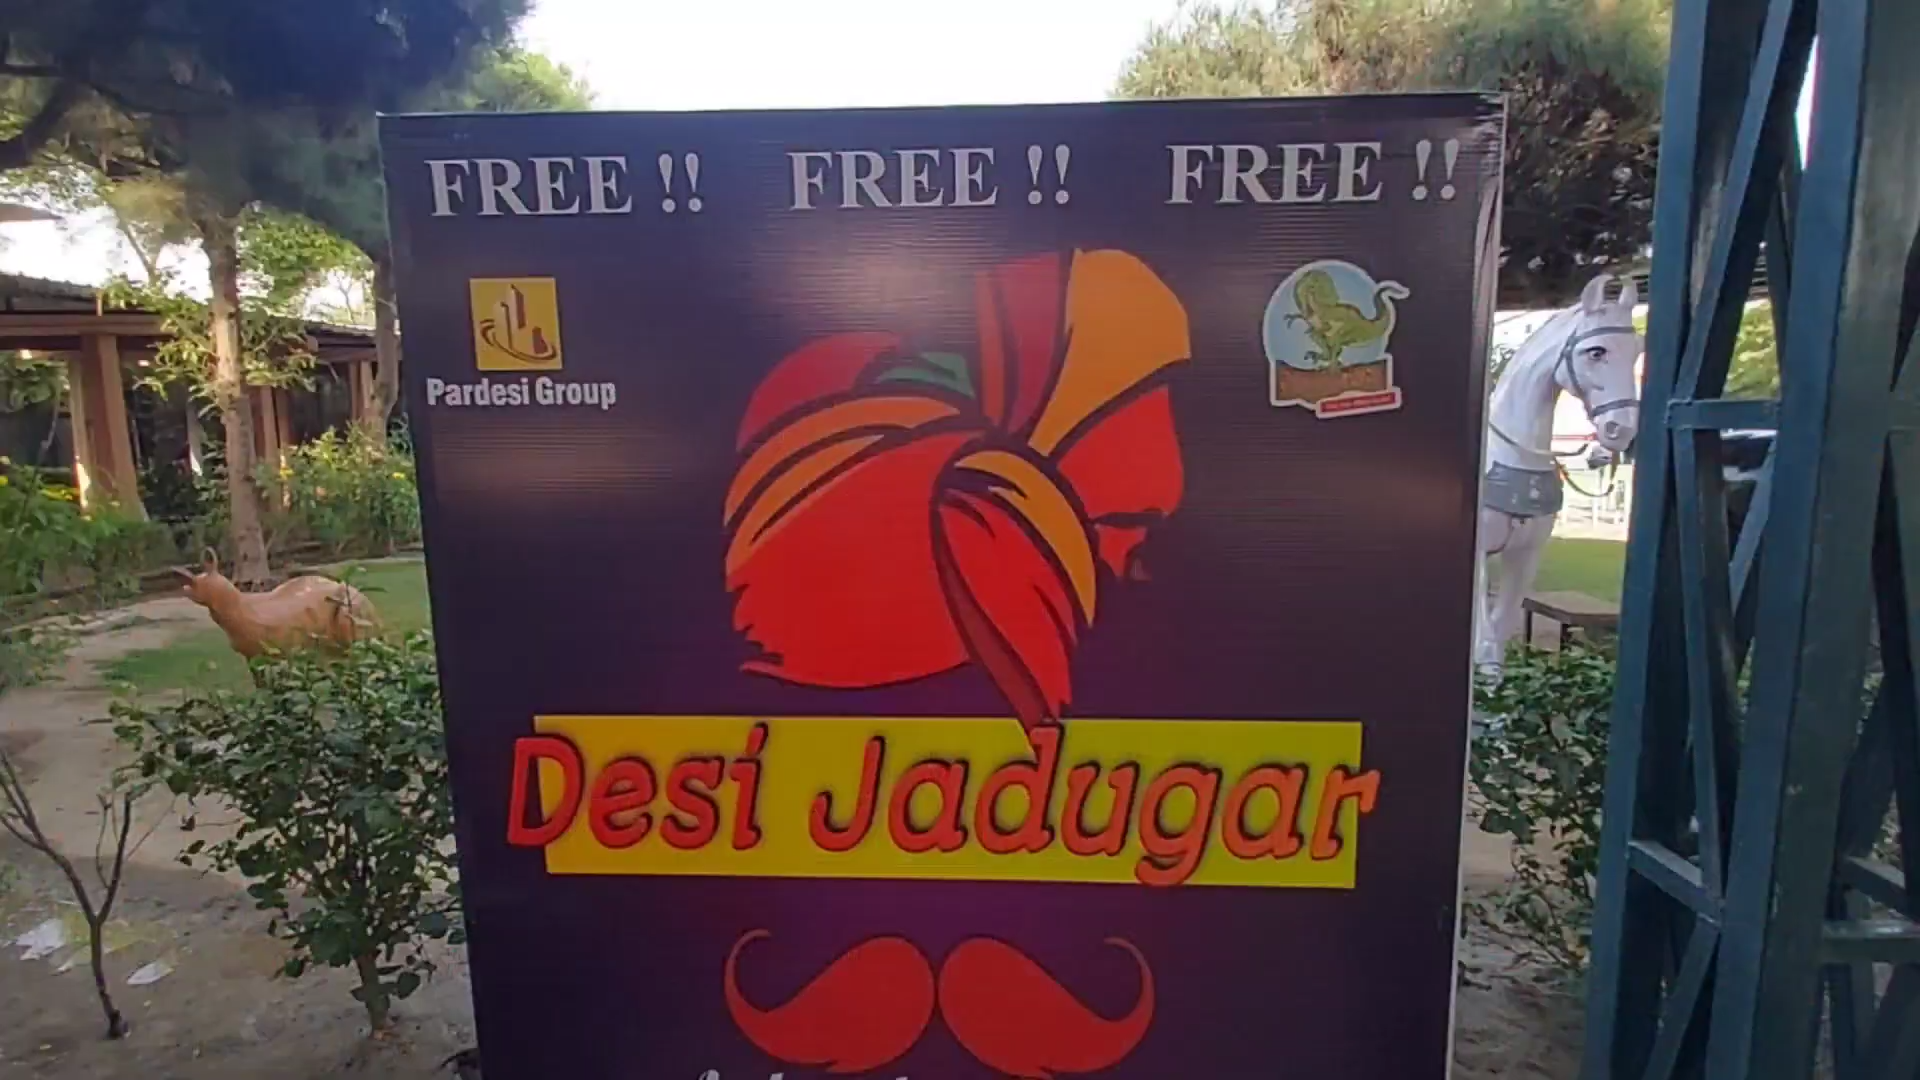 FREE !! FREE !! FREE !!
Pardesi Group
Desi Jadugar